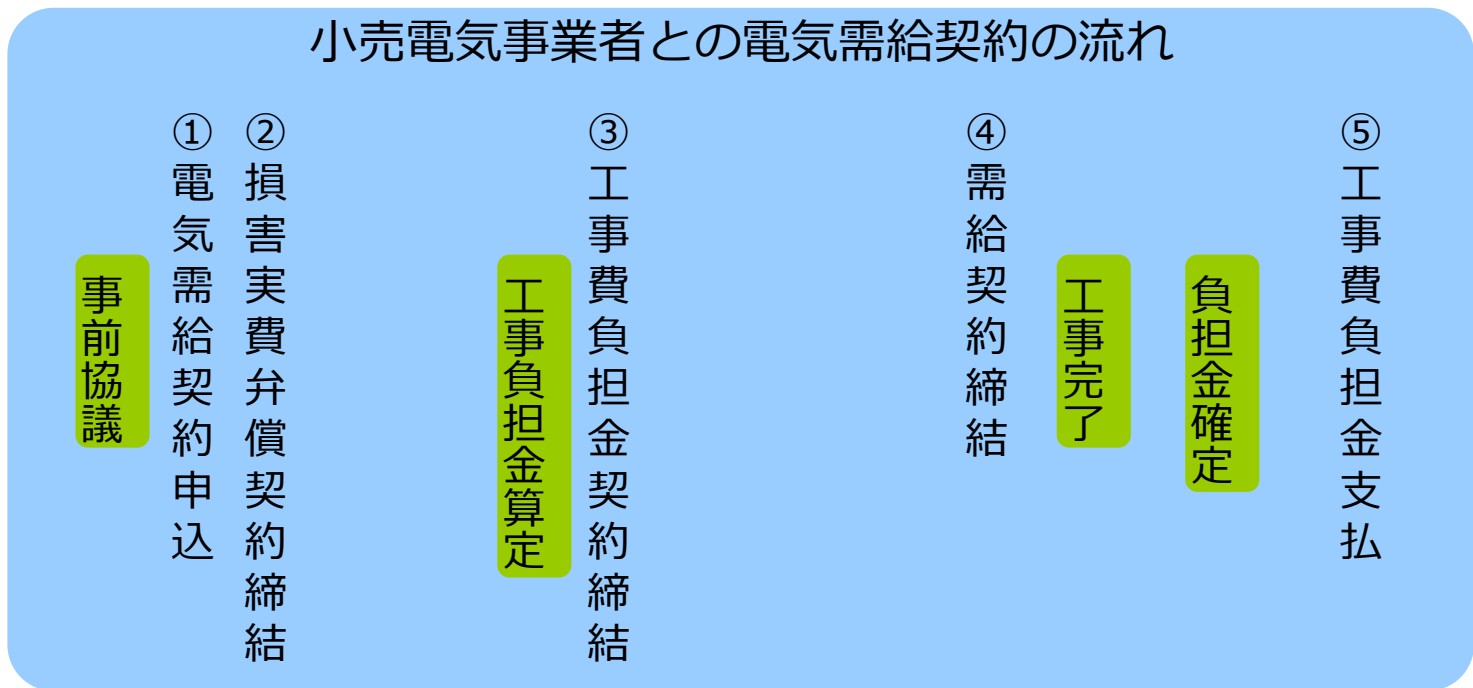 小売電気事業者との電気需給契約の流れ
事前協議
①電気需給契約申込
②損害実費弁償契約締結
工事負担金算定
③工事費負担金契約締結
④需給契約締結
工事完了
負担金確定
⑤工事費負担金支払